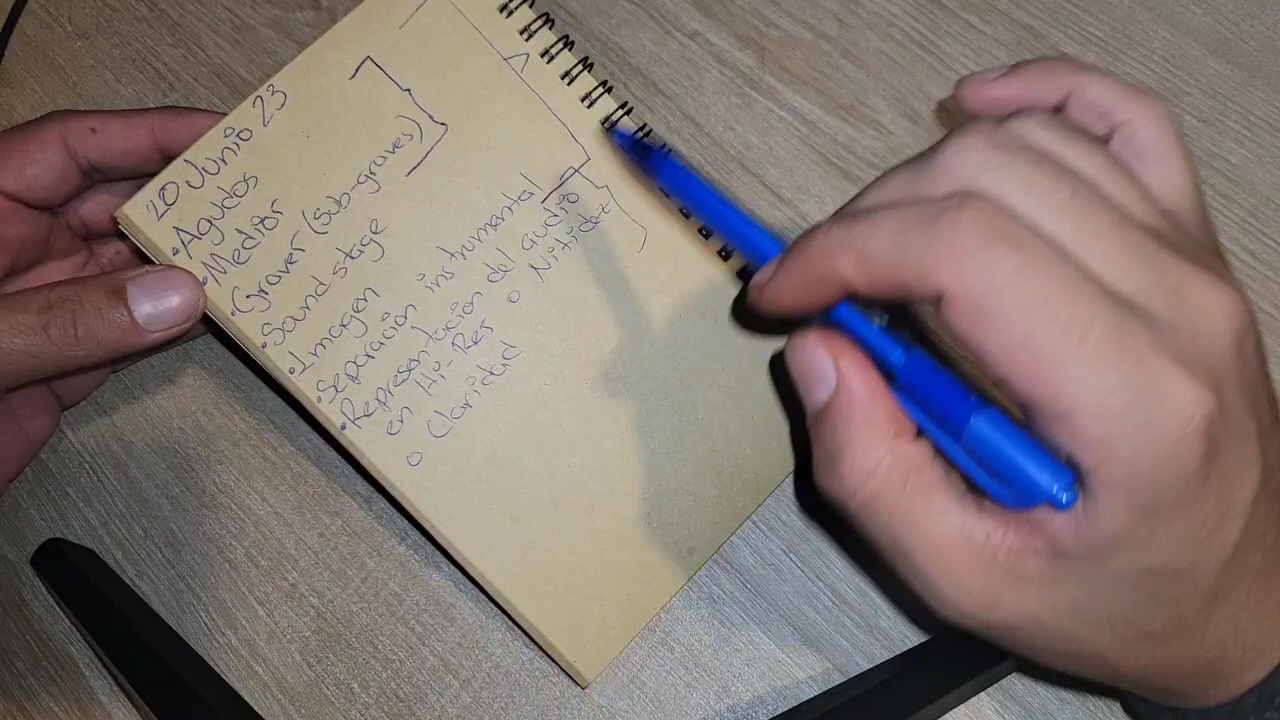 20 Junio 23
• Agudos
• Medios
• Graves (Sub-graves)
• Sound stage
• Imagen
• Separación instrumental
• Representación del audio
en Hi-Res o Nitidez
o Claridad